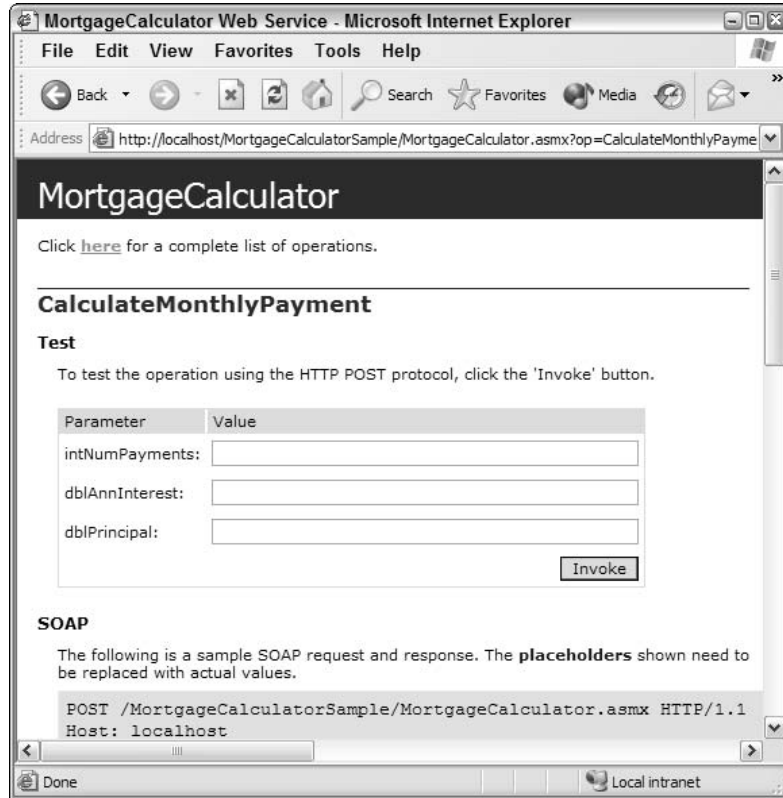 MortgageCalculator Web Service - Microsoft Internet Explorer
File Edit View Favorites Tools Help
Back Search Favorites Media »
Address http://localhost/MortgageCalculatorSample/MortgageCalculator.asmx?op=CalculateMonthlyPayme
MortgageCalculator
Click here for a complete list of operations.
CalculateMonthlyPayment
Test
To test the operation using the HTTP POST protocol, click the 'Invoke' button.
Parameter Value
intNumPayments:
dblAnnInterest:
dblPrincipal:
Invoke
SOAP
The following is a sample SOAP request and response. The placeholders shown need to
be replaced with actual values.
POST /MortgageCalculatorSample/MortgageCalculator.asmx HTTP/1.1
Host: localhost
Done Local intranet